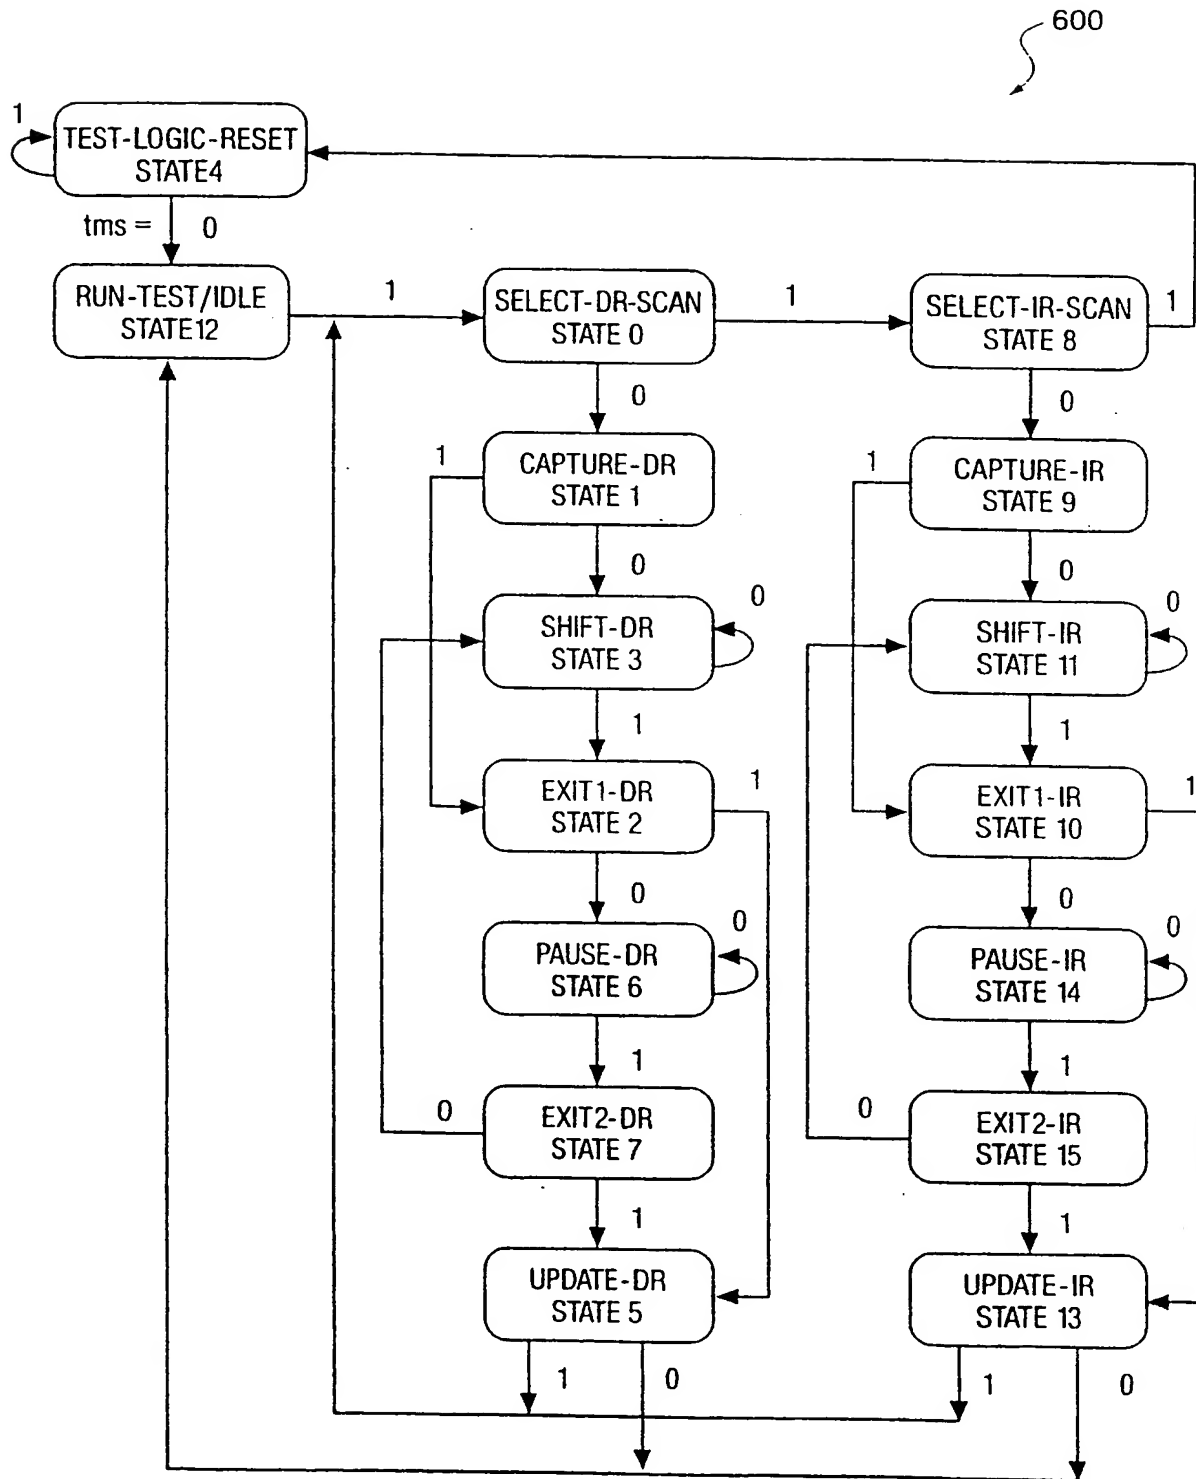 600
1
TEST-LOGIC-RESET
STATE4
tms = 0
RUN-TEST/IDLE
STATE12
1
SELECT-DR-SCAN
STATE 0
1
SELECT-IR-SCAN
STATE 8
1
0
0
1
CAPTURE-DR
STATE 1
1
CAPTURE-IR
STATE 9
0
0
SHIFT-DR
STATE 3
0
SHIFT-IR
STATE 11
0
1
1
EXIT1-DR
STATE 2
1
EXIT1-IR
STATE 10
1
0
0
PAUSE-DR
STATE 6
0
PAUSE-IR
STATE 14
0
1
1
0
EXIT2-DR
STATE 7
0
EXIT2-IR
STATE 15
1
1
UPDATE-DR
STATE 5
UPDATE-IR
STATE 13
1
0
1
0